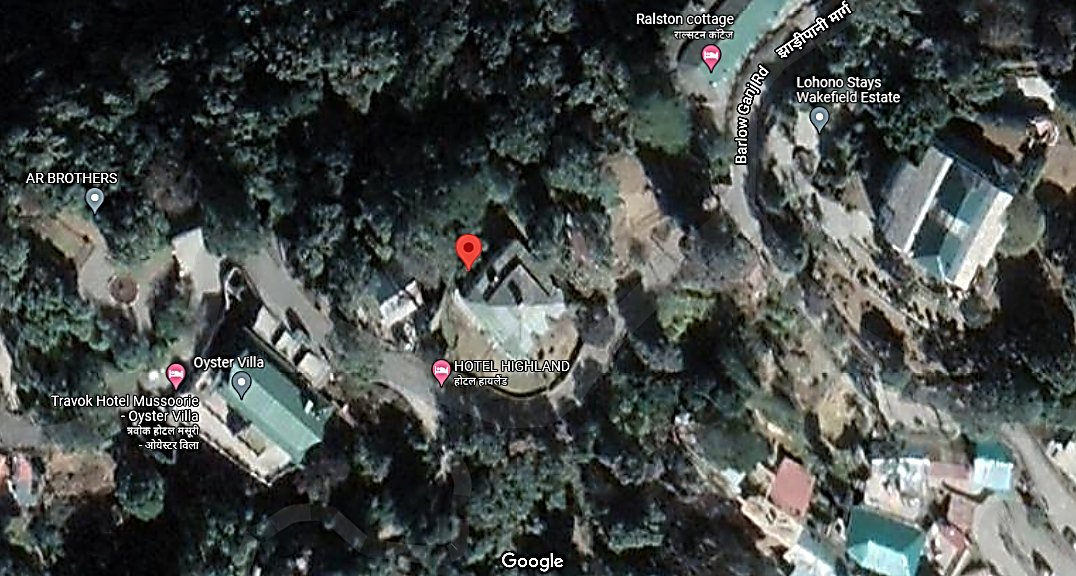 Ralston cottage
राल्सटन कॉटेज
झाड़ीपानी मार्ग
Barlow Ganj Rd
Lohono Stays
Wakefield Estate
AR BROTHERS
Oyster Villa
HOTEL HIGHLAND
होटल हायलैंड
Travok Hotel Mussoorie
- Oyster Villa
त्रवोक होटल मसूरी
- ओयेस्टर विला
Google